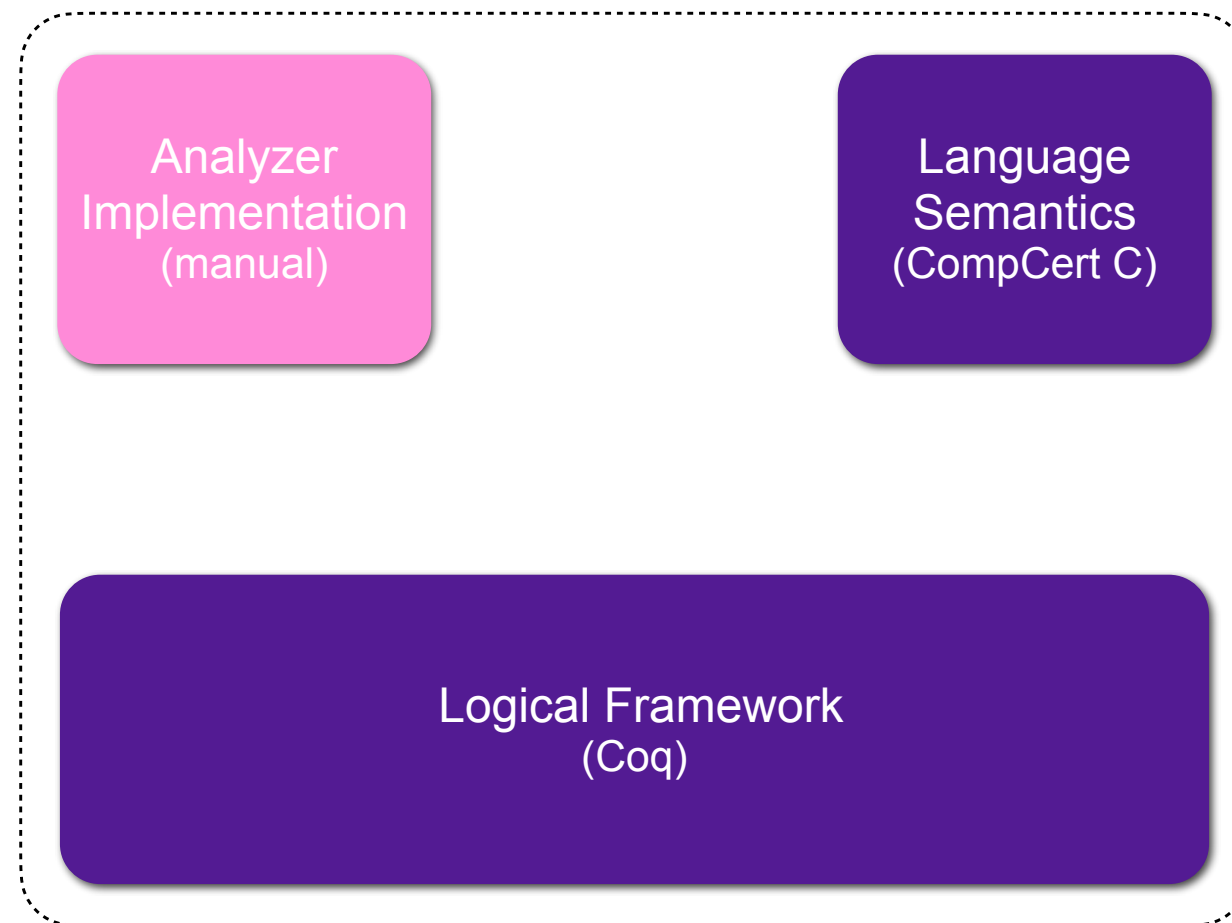 Analyzer
Implementation
(manual)
Language
Semantics
(CompCert C)
Logical Framework
(Coq)